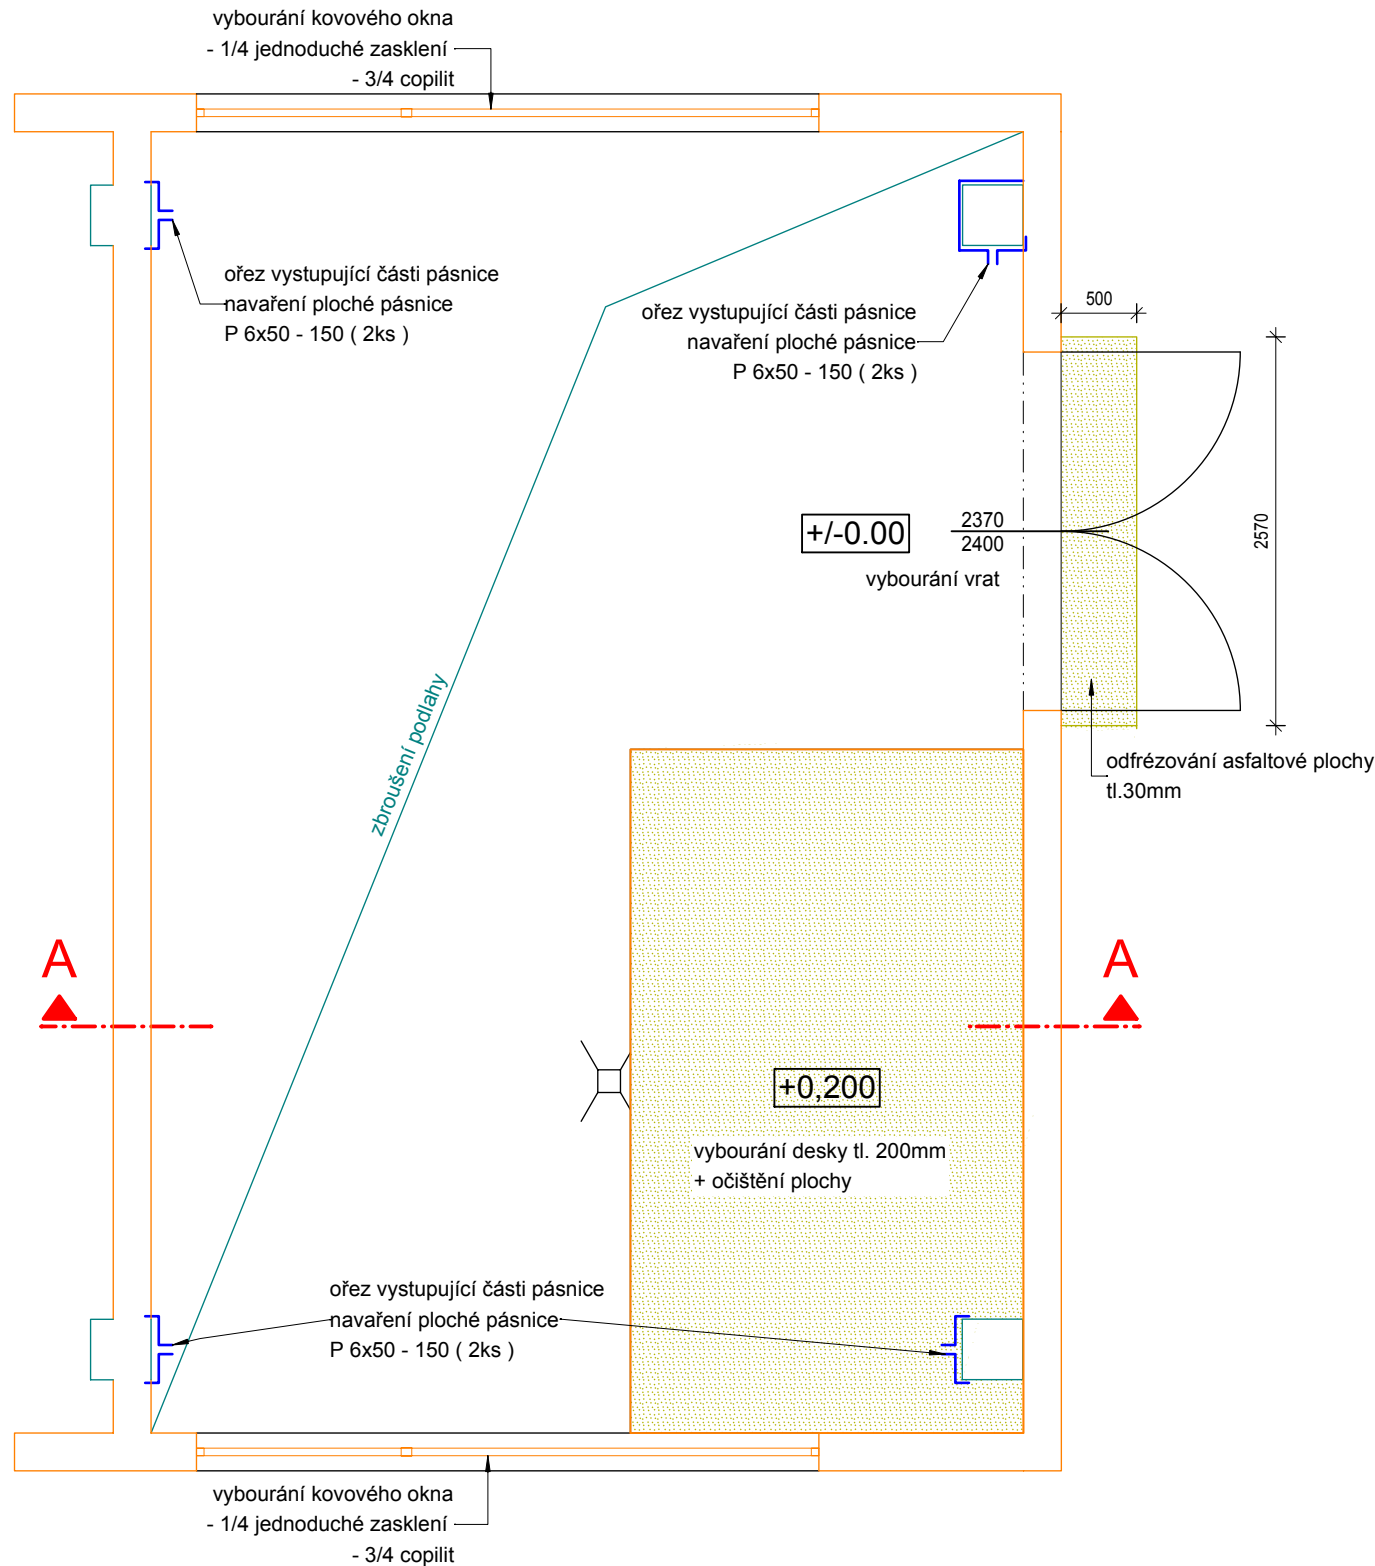 vybourání kovového okna
- 1/4 jednoduché zasklení
- 3/4 copilit
ořez vystupující části pásnice
navaření ploché pásnice
P 6x50 - 150 ( 2ks )
ořez vystupující části pásnice
navaření ploché pásnice
P 6x50 - 150 ( 2ks )
500
2570
+/-0.00
2370
2400
vybourání vrat
zbroušení podlahy
odfrézování asfaltové plochy
tl.30mm
A
A
+0,200
vybourání desky tl. 200mm
+ očištění plochy
ořez vystupující části pásnice
navaření ploché pásnice
P 6x50 - 150 ( 2ks )
vybourání kovového okna
- 1/4 jednoduché zasklení
- 3/4 copilit